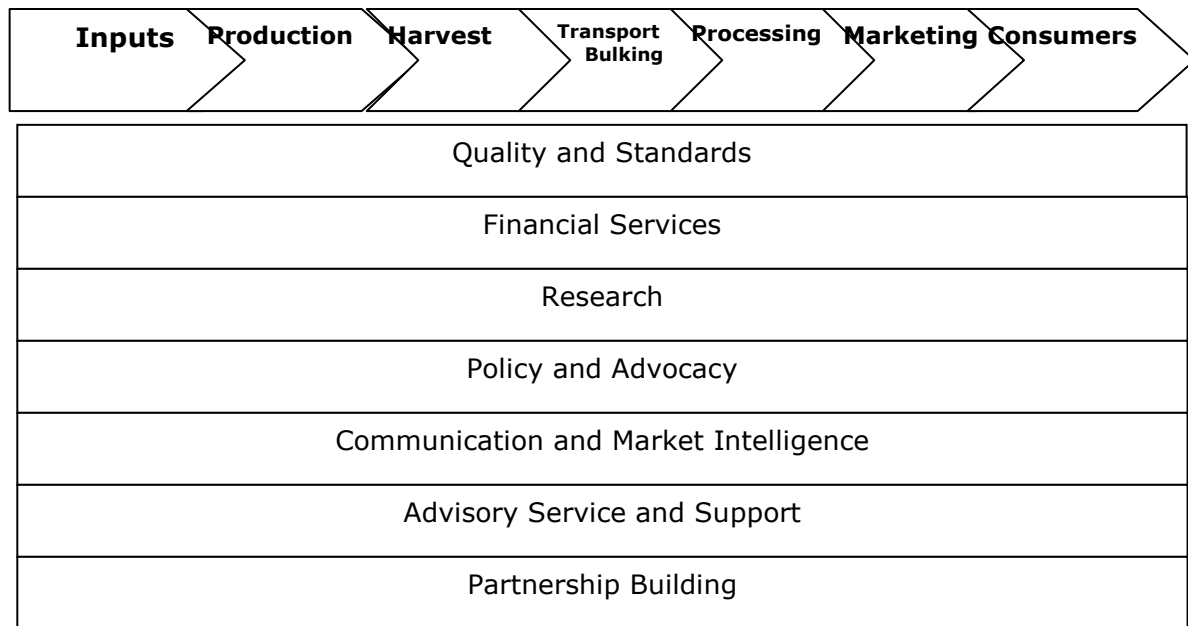 Inputs Production Harvest Transport Processing Marketing Consumers
Bulking
Quality and Standards
Financial Services
Research
Policy and Advocacy
Communication and Market Intelligence
Advisory Service and Support
Partnership Building